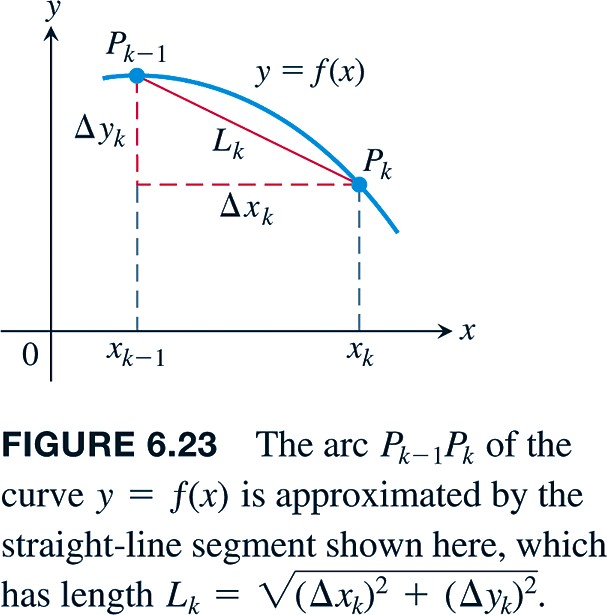 y
P_{k−1}
y = f(x)
Δy_k
L_k
P_k
Δx_k
0
x_{k−1}
x_k
x
FIGURE 6.23 The arc P_{k−1}P_k of the
curve y = f(x) is approximated by the
straight-line segment shown here, which
has length L_k = √((Δx_k)² + (Δy_k)²).